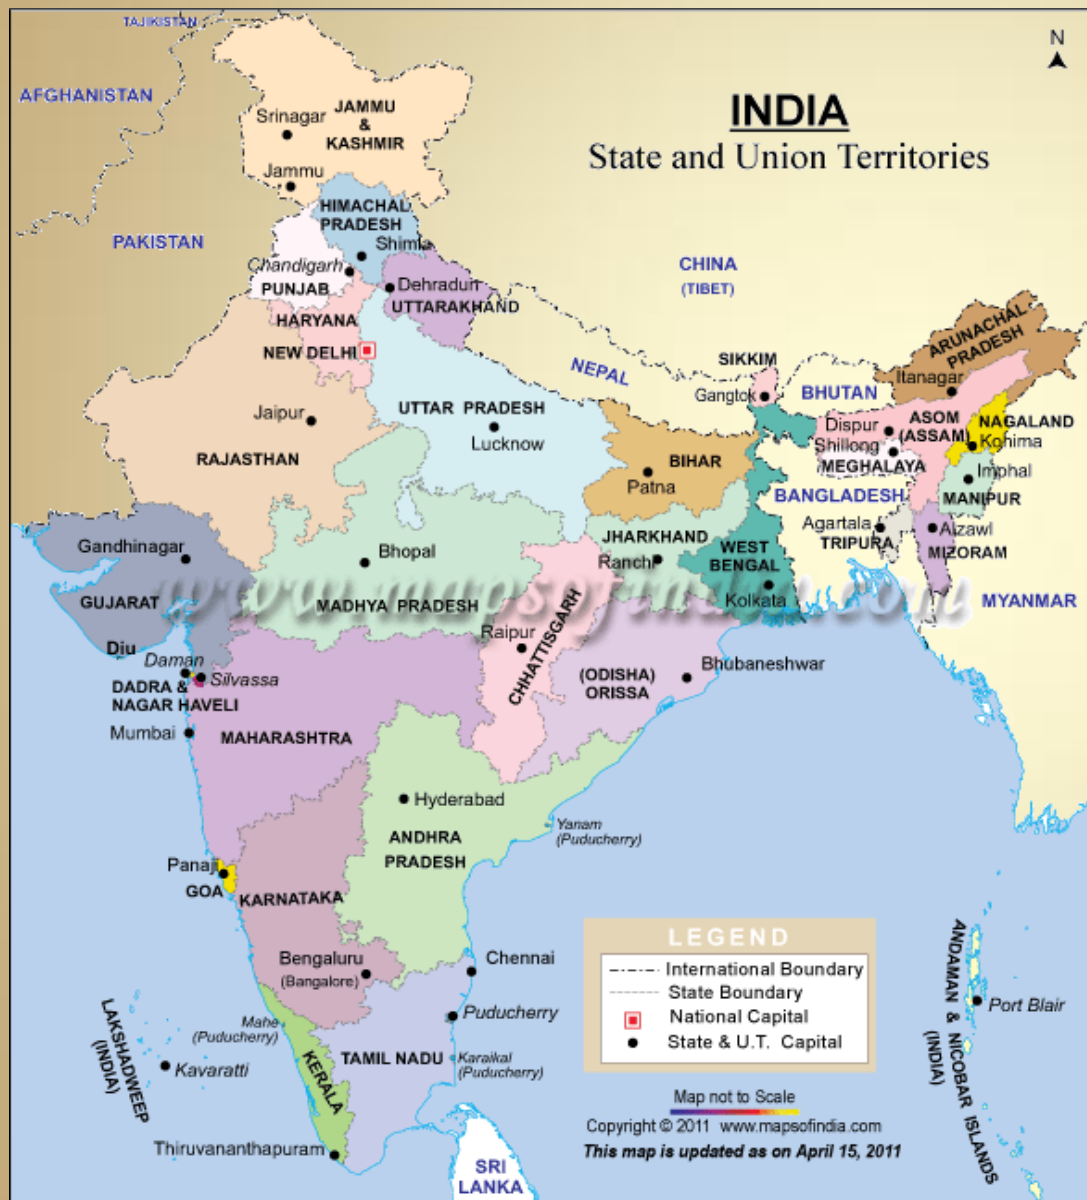 TAJIKISTAN
AFGHANISTAN
N
INDIA
State and Union Territories
JAMMU
&
KASHMIR
Srinagar
Jammu
HIMACHAL
PRADESH
Shimla
PAKISTAN
Chandigarh
PUNJAB
Dehradun
UTTARAKHAND
CHINA
(TIBET)
HARYANA
NEW DELHI
NEPAL
SIKKIM
Gangtok
BHUTAN
ARUNACHAL
PRADESH
Itanagar
Jaipur
RAJASTHAN
UTTAR PRADESH
Lucknow
BIHAR
Patna
Dispur
Shillong
MEGHALAYA
ASOM
(ASSAM)
NAGALAND
Kohima
Imphal
MANIPUR
BANGLADESH
Agartala
TRIPURA
Aizawl
MIZORAM
Gandhinagar
GUJARAT
Bhopal
MADHYA PRADESH
JHARKHAND
Ranchi
WEST
BENGAL
Kolkata
MYANMAR
www.mapsofindia.com
Diu
Daman
Silvassa
DADRA &
NAGAR HAVELI
Mumbai
MAHARASHTRA
Raipur
CHHATTISGARH
(ODISHA)
ORISSA
Bhubaneshwar
Hyderabad
ANDHRA
PRADESH
Yanam
(Puducherry)
Panaji
GOA
KARNATAKA
Bengaluru
(Bangalore)
Chennai
Puducherry
Mahe
(Puducherry)
KERALA
TAMIL NADU
Karaikal
(Puducherry)
LAKSHADWEEP
(INDIA)
Kavaratti
Thiruvananthapuram
SRI
LANKA
LEGEND
International Boundary
State Boundary
National Capital
State & U.T. Capital
Map not to Scale
Copyright © 2011 www.mapsofindia.com
This map is updated as on April 15, 2011
ANDAMAN & NICOBAR ISLANDS
(INDIA)
Port Blair